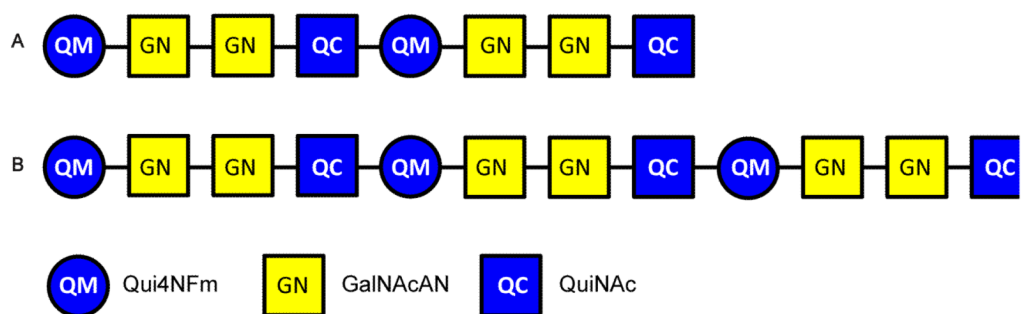 A QM GN GN QC QM GN GN QC
B QM GN GN QC QM GN GN QC QM GN GN QC
QM Qui4NFm GN GalNAcAN QC QuiNAc